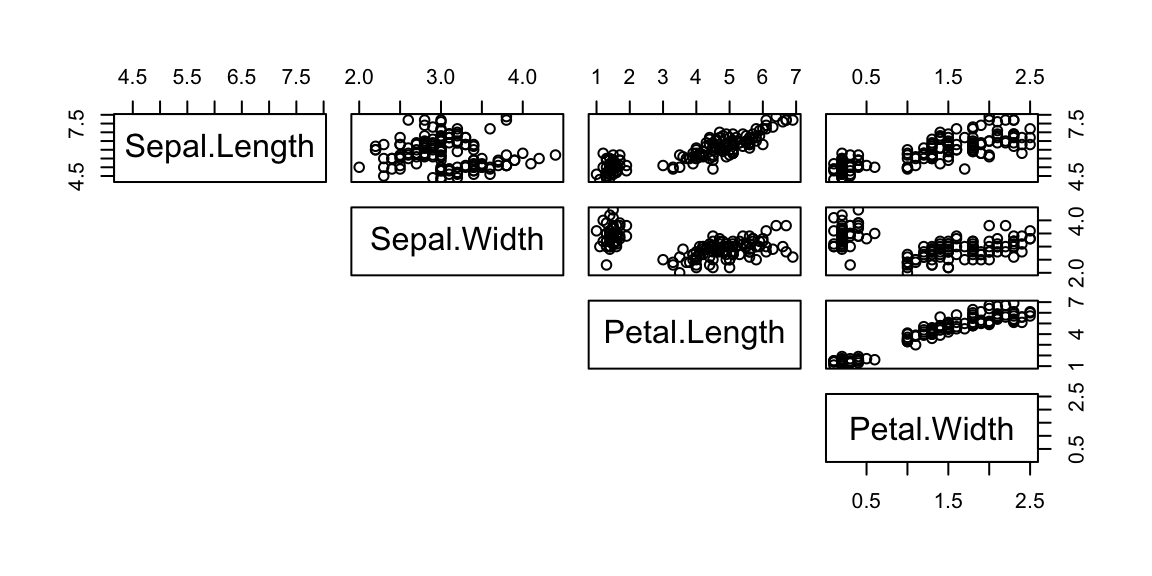 4.5 5.5 6.5 7.5 2.0 3.0 4.0 1 2 3 4 5 6 7 0.5 1.5 2.5
4.5 7.5 Sepal.Length 4.5 7.5
Sepal.Width 2.0 4.0
Petal.Length 1 4 7
Petal.Width 0.5 2.5
0.5 1.5 2.5